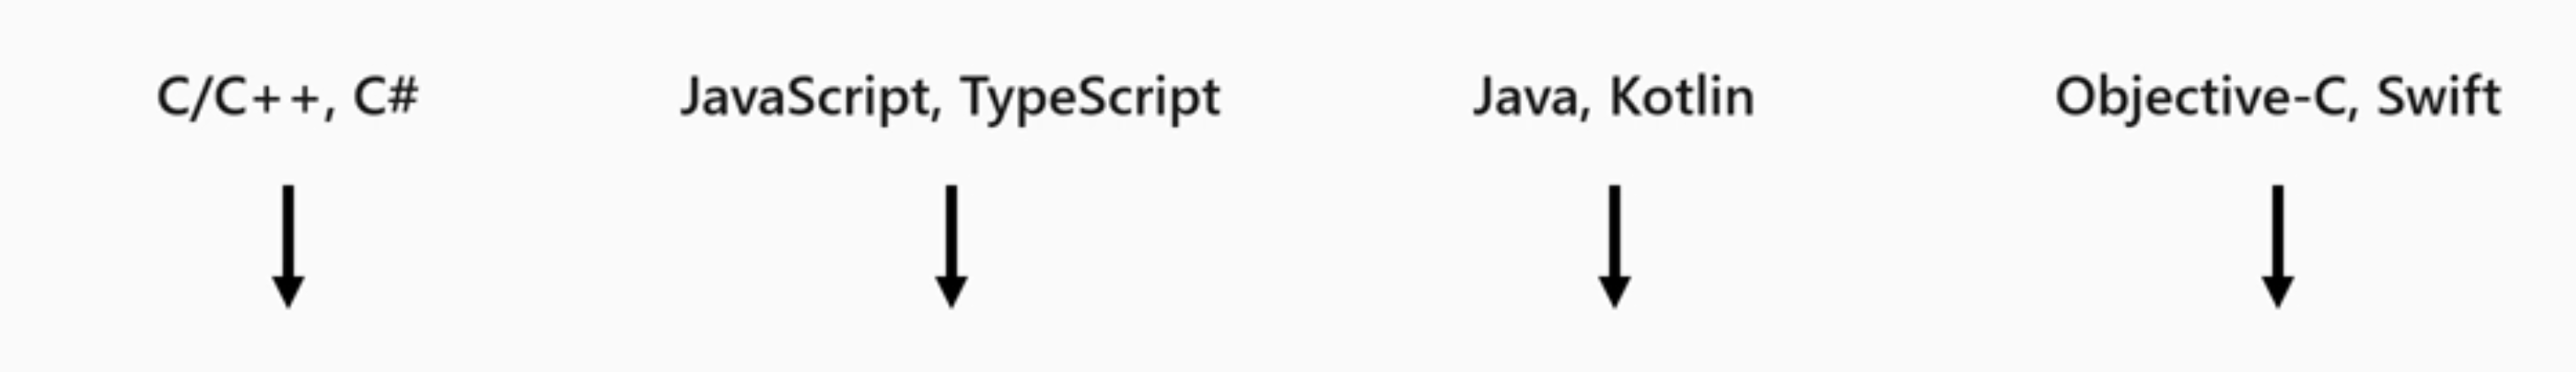 C/C++, C#
JavaScript, TypeScript
Java, Kotlin
Objective-C, Swift